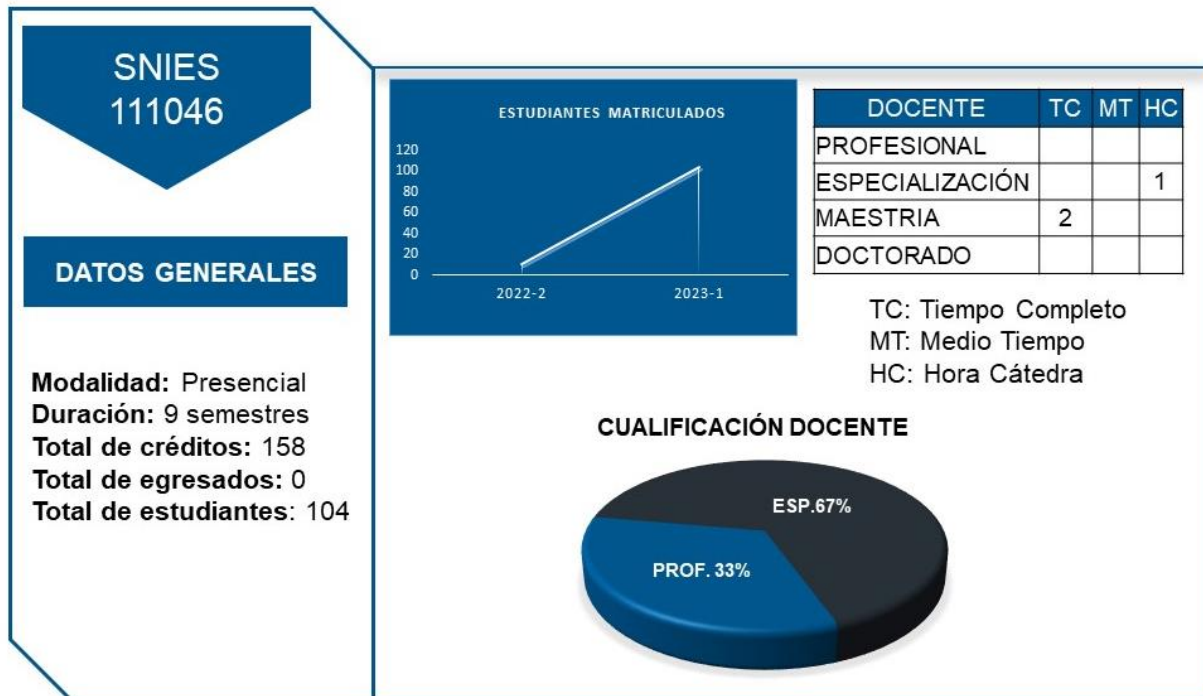 SNIES
111046
DATOS GENERALES
Modalidad: Presencial
Duración: 9 semestres
Total de créditos: 158
Total de egresados: 0
Total de estudiantes: 104
ESTUDIANTES MATRICULADOS
120
100
80
60
40
20
0
2022-2 2023-1
DOCENTE TC MT HC
PROFESIONAL
ESPECIALIZACIÓN 1
MAESTRIA 2
DOCTORADO
TC: Tiempo Completo
MT: Medio Tiempo
HC: Hora Cátedra
CUALIFICACIÓN DOCENTE
ESP.67%
PROF. 33%